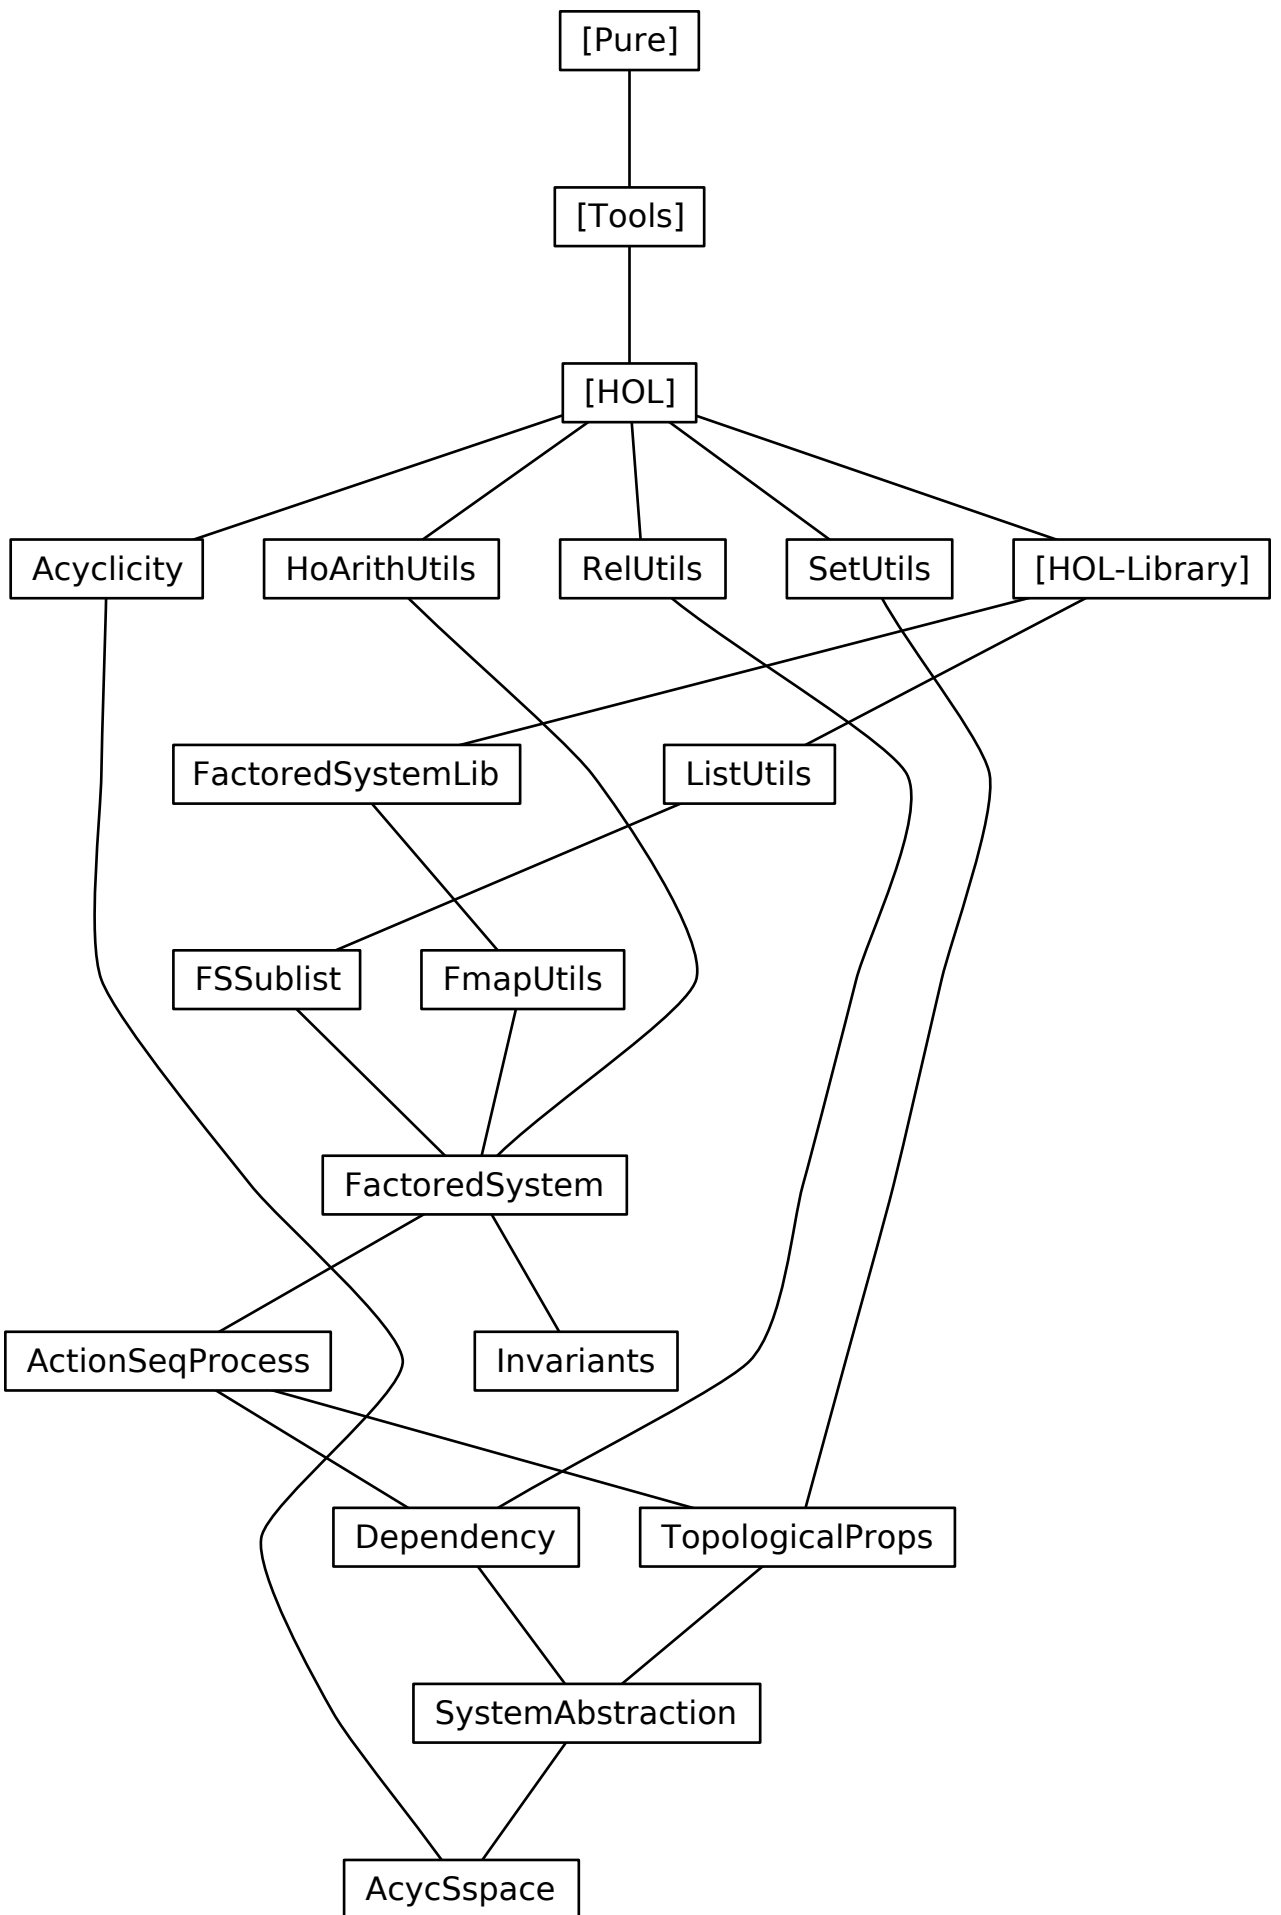 [Pure]
[Tools]
[HOL]
Acyclicity
HoArithUtils
RelUtils
SetUtils
[HOL-Library]
FactoredSystemLib
ListUtils
FSSublist
FmapUtils
FactoredSystem
ActionSeqProcess
Invariants
Dependency
TopologicalProps
SystemAbstraction
AcycSspace